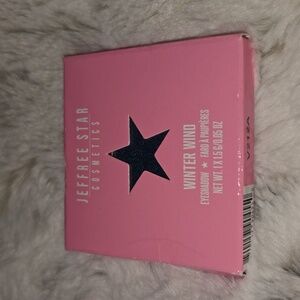 JEFFREE STAR
COSMETICS
WINTER WIND
EYESHADOW ★ FARD À PAUPIÈRES
NET WT. 1 X 1.5 G/0.05 OZ